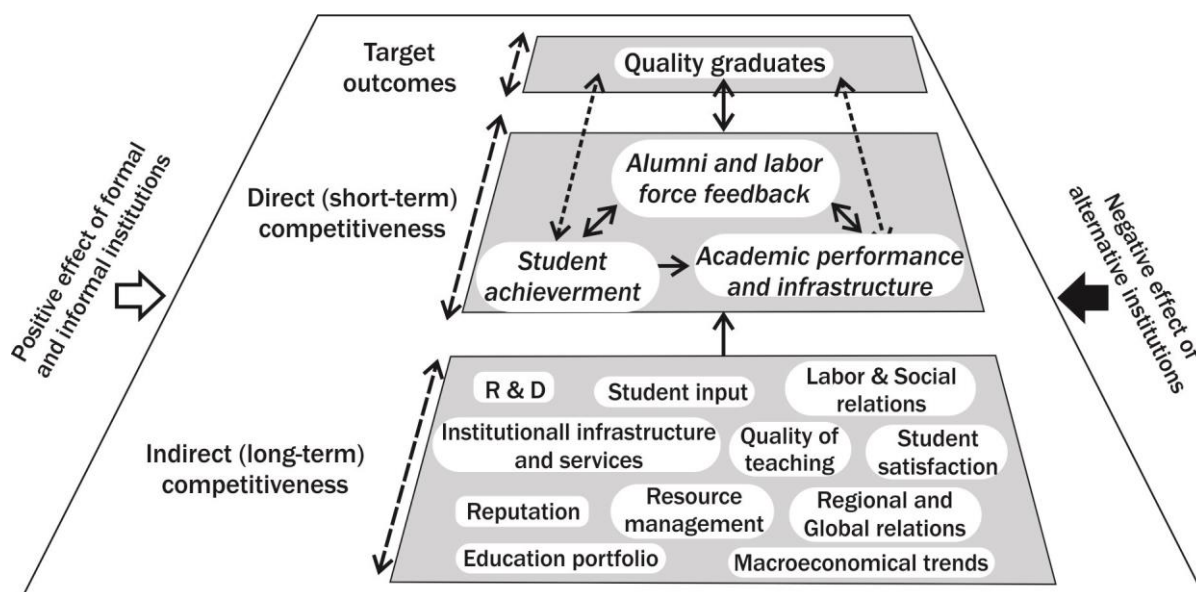 Target
outcomes
Quality graduates
Positive effect of formal
and informal institutions
Direct (short-term)
competitiveness
Alumni and labor
force feedback
Student
achieverment
Academic performance
and infrastructure
Negative effect of
alternative institutions
Indirect (long-term)
competitiveness
R & D
Student input
Labor & Social
relations
Institutionall infrastructure
and services
Quality of
teaching
Student
satisfaction
Reputation
Resource
management
Regional and
Global relations
Education portfolio
Macroeconomical trends